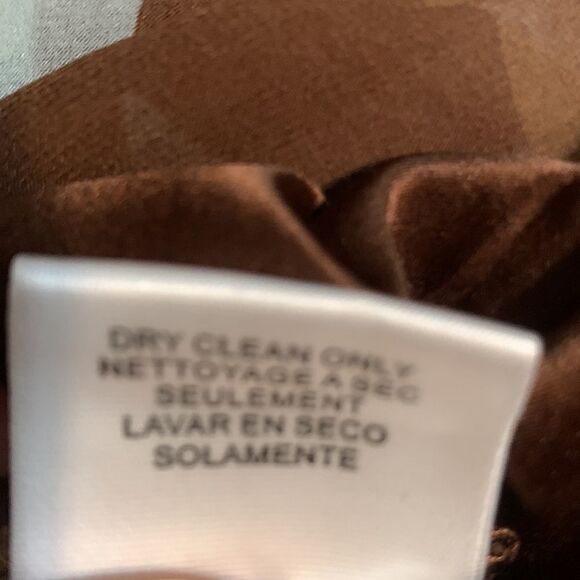 DRY CLEAN ONLY
NETTOYAGE A SEC
SEULEMENT
LAVAR EN SECO
SOLAMENTE